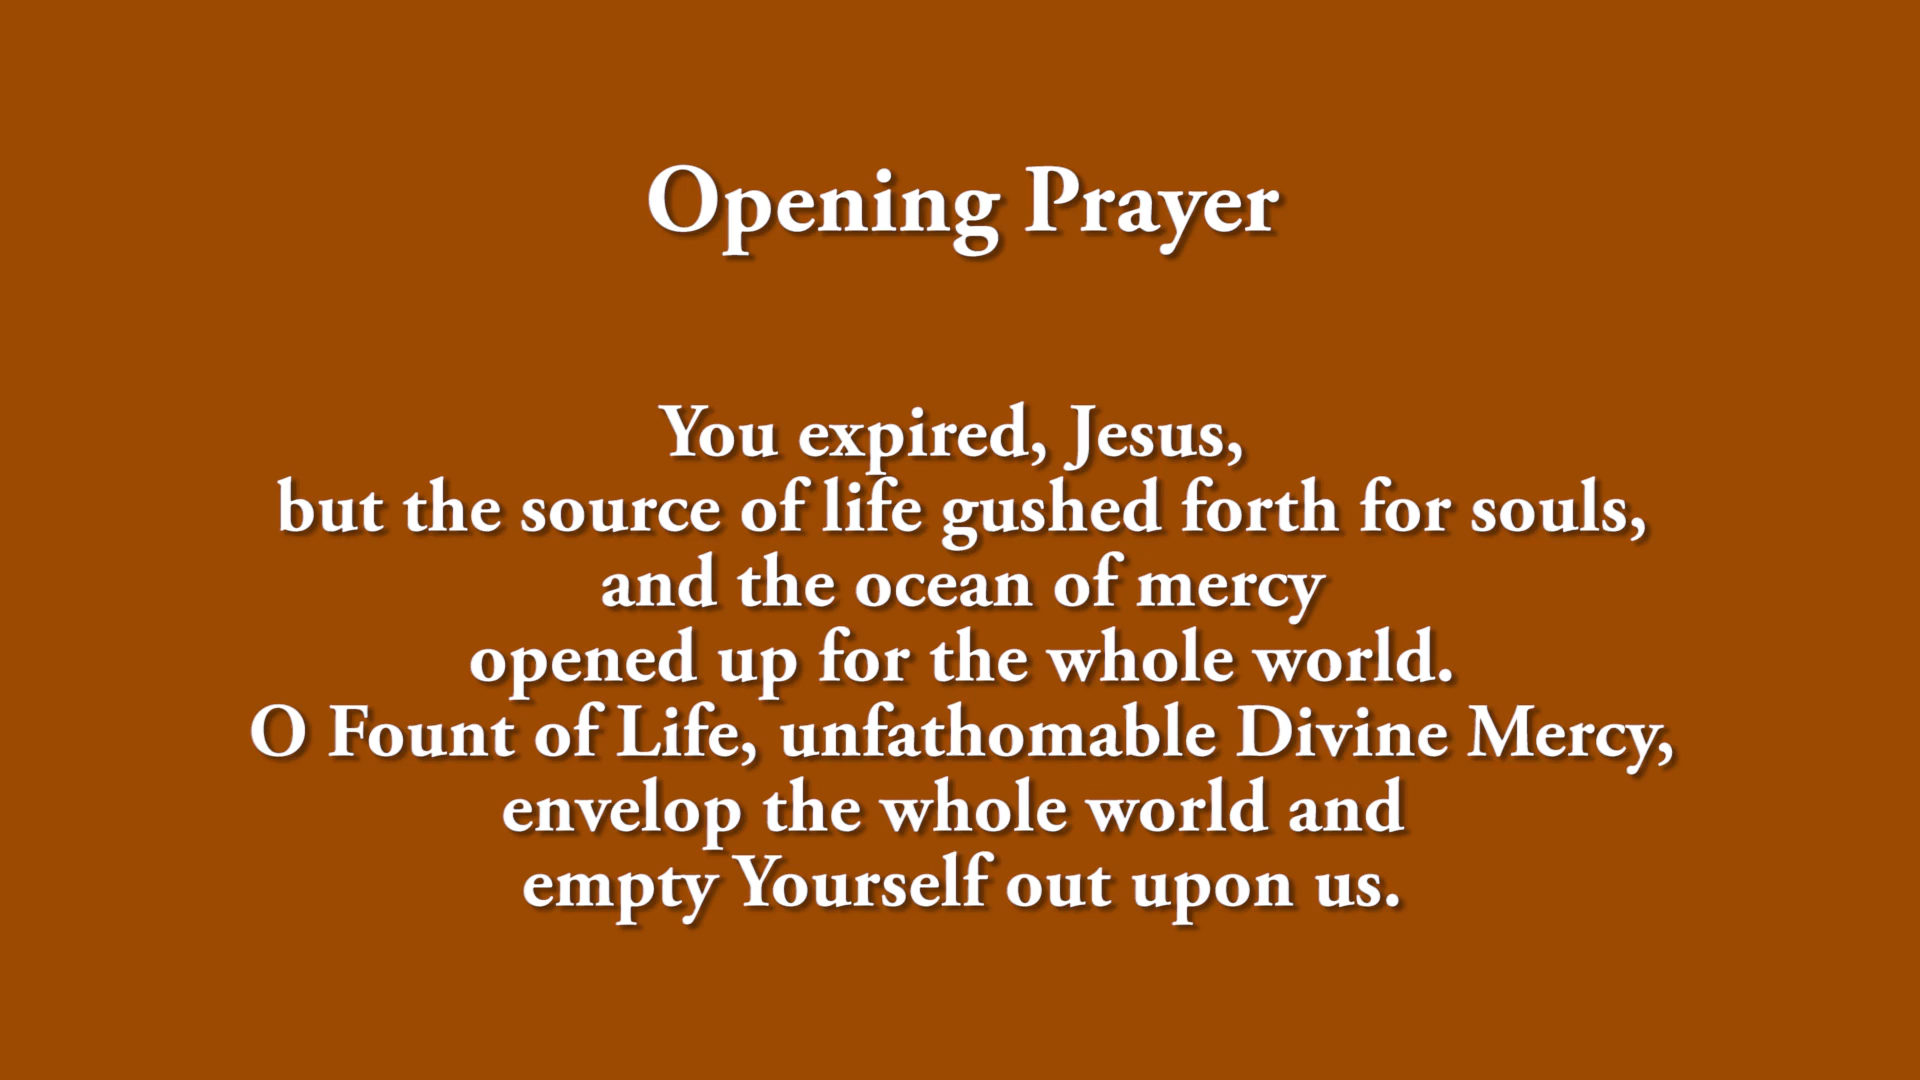 Opening Prayer
You expired, Jesus,
but the source of life gushed forth for souls,
and the ocean of mercy
opened up for the whole world.
O Fount of Life, unfathomable Divine Mercy,
envelop the whole world and
empty Yourself out upon us.